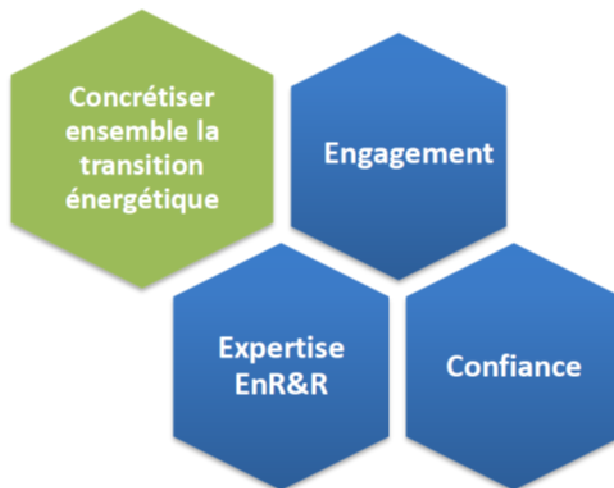 Concrétiser
ensemble la
transition
énergétique
Engagement
Expertise
EnR&R
Confiance